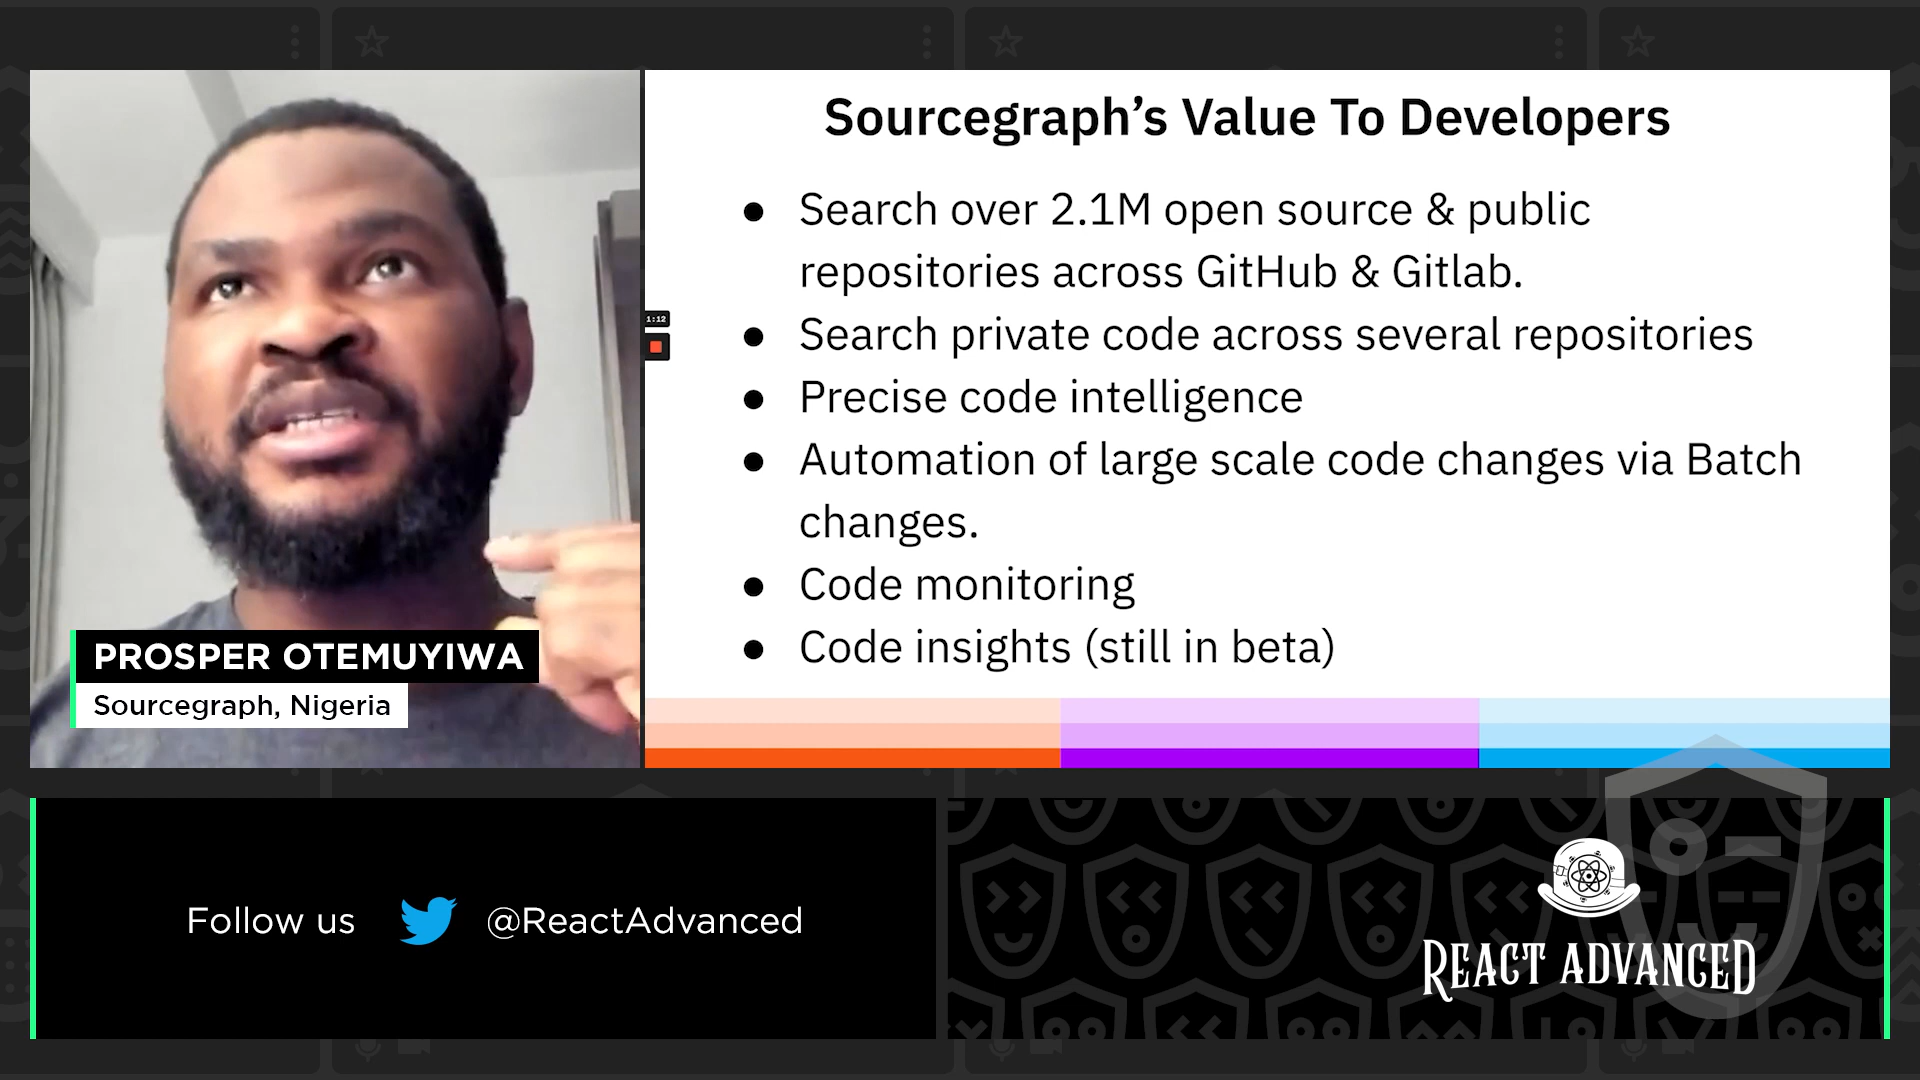 Sourcegraph’s Value To Developers
● Search over 2.1M open source & public
repositories across GitHub & Gitlab.
● Search private code across several repositories
● Precise code intelligence
● Automation of large scale code changes via Batch
changes.
● Code monitoring
● Code insights (still in beta)
1:12
PROSPER OTEMUYIWA
Sourcegraph, Nigeria
Follow us
@ReactAdvanced
REACT ADVANCED